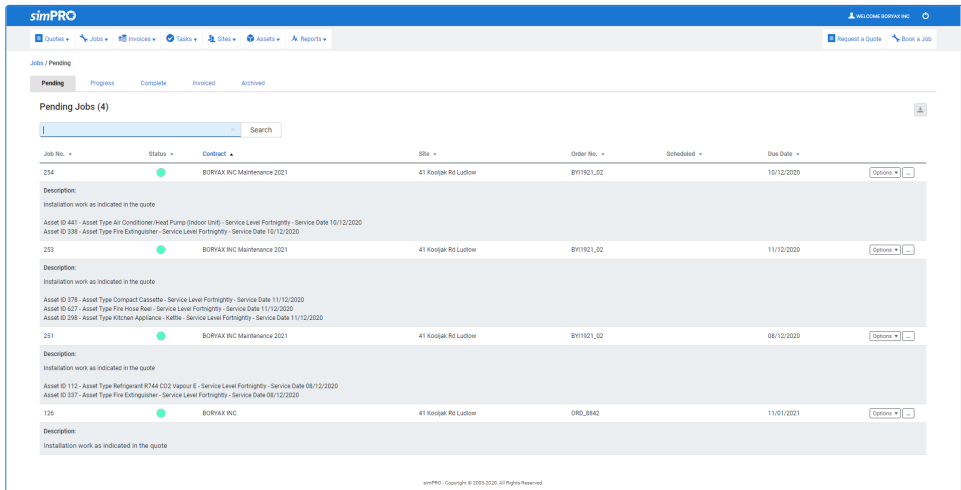 simPRO
WELCOME BORYAX INC
Quotes Jobs Invoices Tasks Sites Assets Reports Request a Quote Book a Job
Jobs / Pending
Pending Progress Complete Invoiced Archived
Pending Jobs (4)
Search
Job No. Status Contract Site Order No. Scheduled Due Date
254 BORYAX INC Maintenance 2021 41 Kooljak Rd Ludlow BYI1921_02 10/12/2020 Options ...
Description:
Installation work as indicated in the quote
Asset ID 441 - Asset Type Air Conditioner/Heat Pump (Indoor Unit) - Service Level Fortnightly - Service Date 10/12/2020
Asset ID 338 - Asset Type Fire Extinguisher - Service Level Fortnightly - Service Date 10/12/2020
253 BORYAX INC Maintenance 2021 41 Kooljak Rd Ludlow BYI1921_02 11/12/2020 Options ...
Description:
Installation work as indicated in the quote
Asset ID 378 - Asset Type Compact Cassette - Service Level Fortnightly - Service Date 11/12/2020
Asset ID 627 - Asset Type Fire Hose Reel - Service Level Fortnightly - Service Date 11/12/2020
Asset ID 298 - Asset Type Kitchen Appliance - Kettle - Service Level Fortnightly - Service Date 11/12/2020
251 BORYAX INC Maintenance 2021 41 Kooljak Rd Ludlow BYI1921_02 08/12/2020 Options ...
Description:
Installation work as indicated in the quote
Asset ID 112 - Asset Type Refrigerant R744 CO2 Vapour E - Service Level Fortnightly - Service Date 08/12/2020
Asset ID 337 - Asset Type Fire Extinguisher - Service Level Fortnightly - Service Date 08/12/2020
126 BORYAX INC 41 Kooljak Rd Ludlow ORD_8842 11/01/2021 Options ...
Description:
Installation work as indicated in the quote
simPRO - Copyright © 2003-2020. All Rights Reserved.